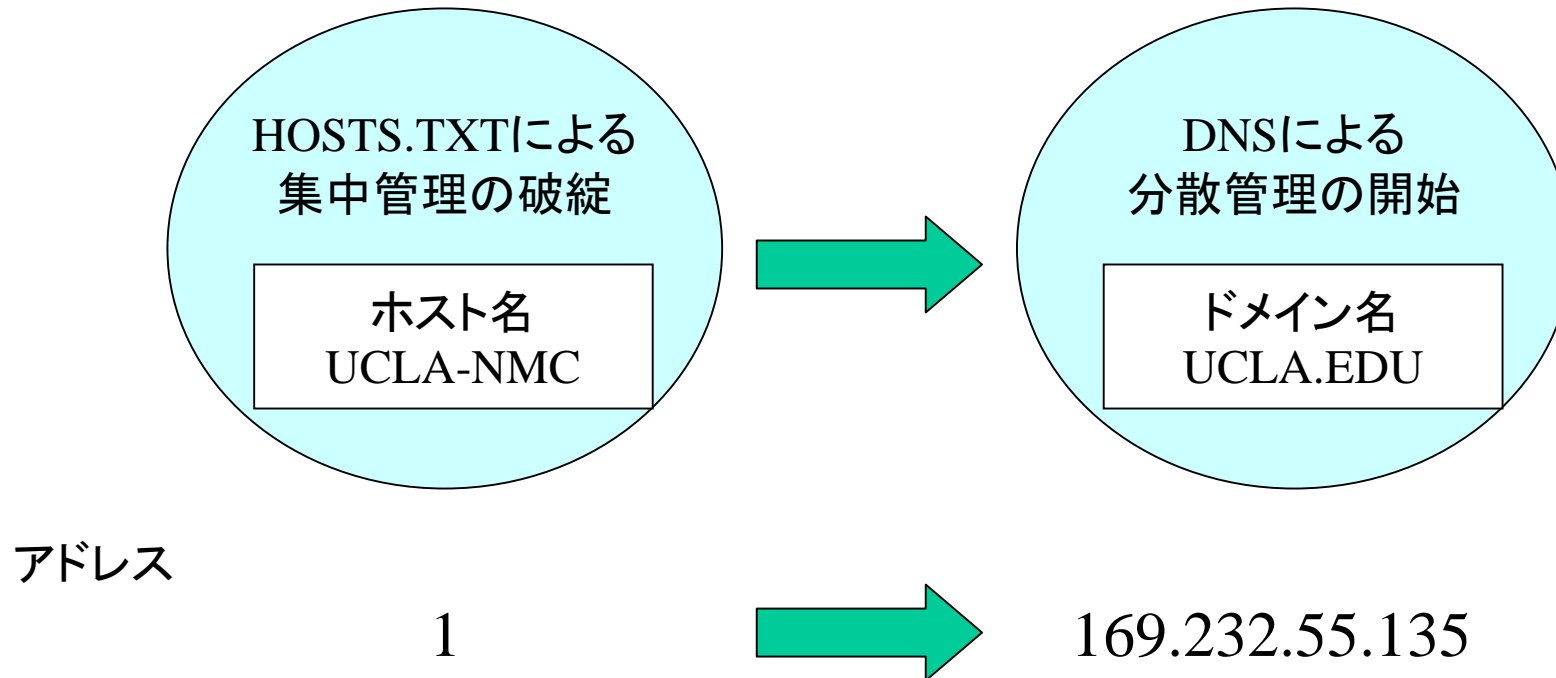 HOSTS.TXTによる
集中管理の破綻
ホスト名
UCLA-NMC
DNSによる
分散管理の開始
ドメイン名
UCLA.EDU
アドレス
1
169.232.55.135